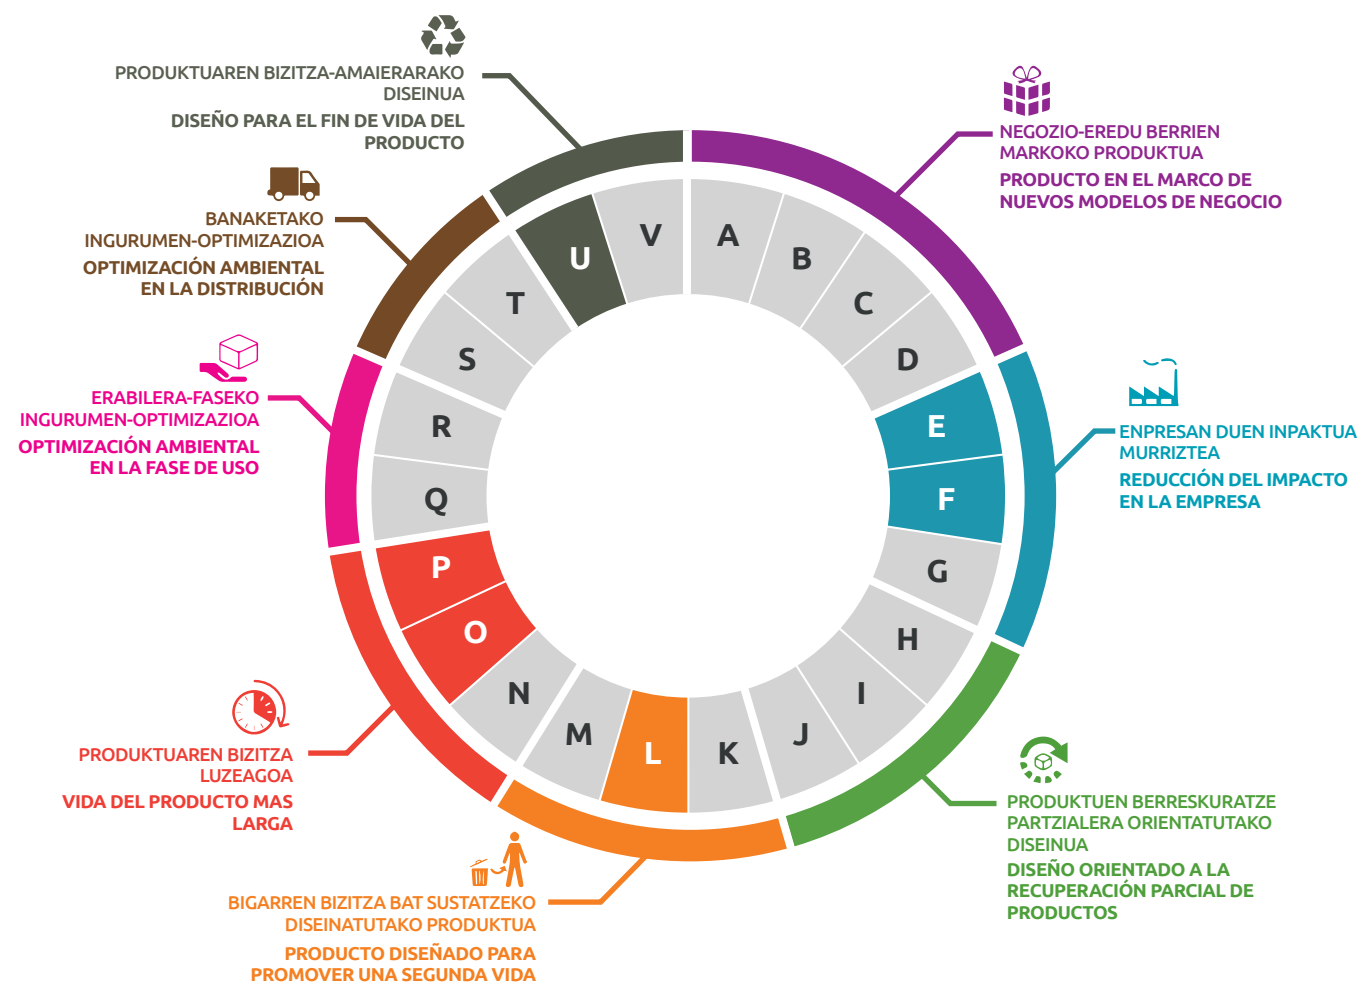 PRODUKTUAREN BIZITZA-AMAIERARAKO
DISEINUA
DISEÑO PARA EL FIN DE VIDA DEL
PRODUCTO
NEGOZIO-EREDU BERRIEN
MARKOKO PRODUKTUA
PRODUCTO EN EL MARCO DE
NUEVOS MODELOS DE NEGOCIO
BANAKETAKO
INGURUMEN-OPTIMIZAZIOA
OPTIMIZACIÓN AMBIENTAL
EN LA DISTRIBUCIÓN
ERABILERA-FASEKO
INGURUMEN-OPTIMIZAZIOA
OPTIMIZACIÓN AMBIENTAL
EN LA FASE DE USO
ENPRESAN DUEN INPAKTUA
MURRIZTEA
REDUCCIÓN DEL IMPACTO
EN LA EMPRESA
A
B
C
D
E
F
G
H
I
J
K
L
M
N
O
P
Q
R
S
T
U
V
PRODUKTUAREN BIZITZA
LUZEAGOA
VIDA DEL PRODUCTO MAS
LARGA
PRODUKTUEN BERRESKURATZE
PARTZIALERA ORIENTATUTAKO
DISEINUA
DISEÑO ORIENTADO A LA
RECUPERACIÓN PARCIAL DE
PRODUCTOS
BIGARREN BIZITZA BAT SUSTATZEKO
DISEINATUTAKO PRODUKTUA
PRODUCTO DISEÑADO PARA
PROMOVER UNA SEGUNDA VIDA